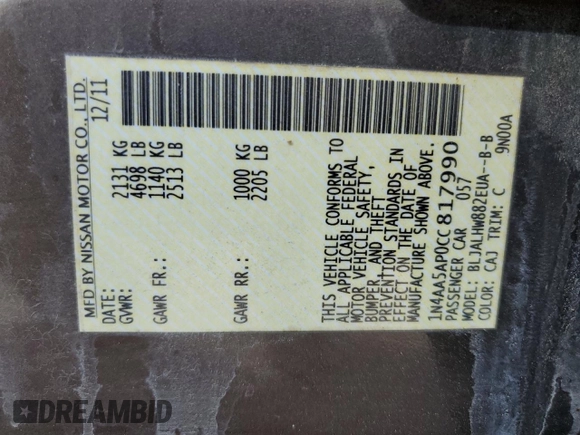 MFD BY NISSAN MOTOR CO., LTD.
DATE: 12/11
GVWR: 2131 KG
4698 LB
GAWR FR.: 1140 KG
2513 LB
GAWR RR.: 1000 KG
2205 LB
THIS VEHICLE CONFORMS TO
ALL APPLICABLE FEDERAL
MOTOR VEHICLE SAFETY,
BUMPER, AND THEFT
PREVENTION STANDARDS IN
EFFECT ON THE DATE OF
MANUFACTURE SHOWN ABOVE.
1N4AA5AP0CC 817990
PASSENGER CAR 057
MODEL: BLJALHW882EUA--B-B
COLOR: CAJ TRIM: C 9N00A
DREAMBID